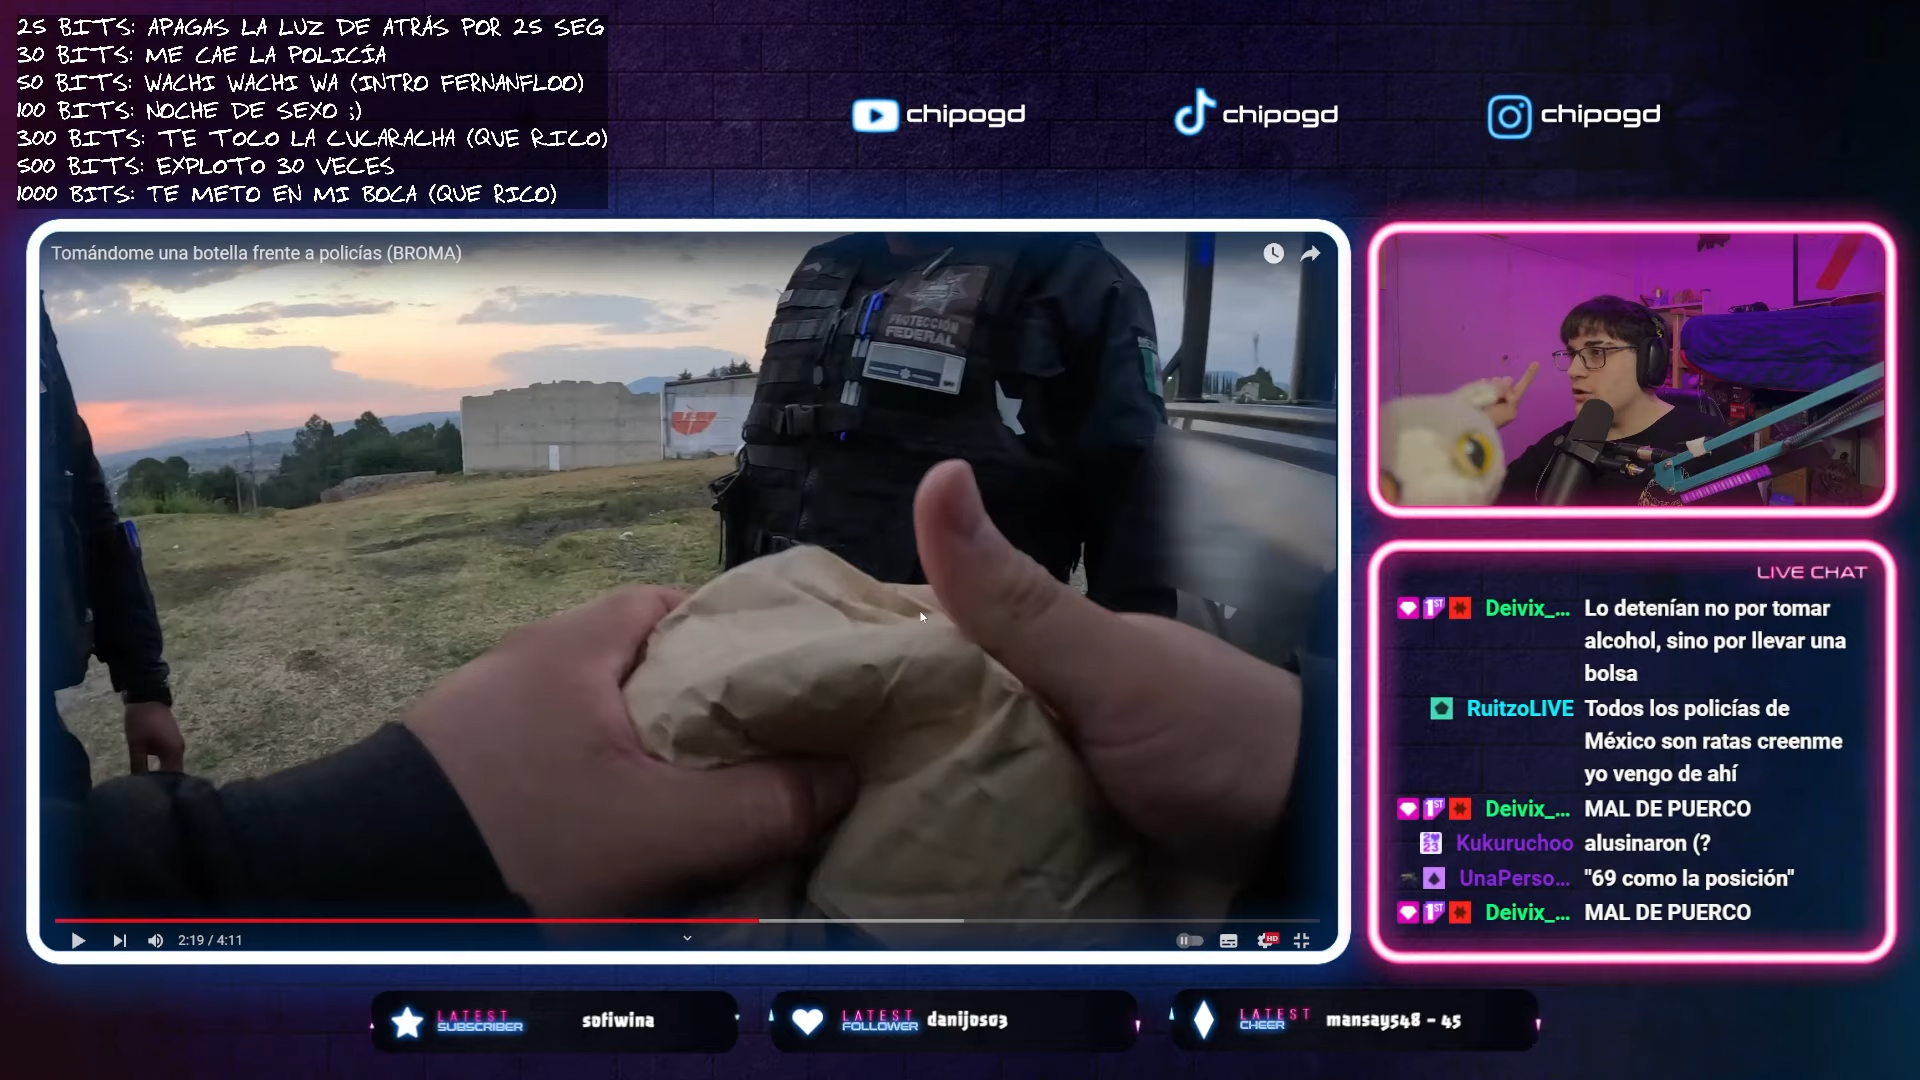 25 BITS: APAGAS LA LUZ DE ATRÁS POR 25 SEG
30 BITS: ME CAE LA POLICÍA
50 BITS: WACHI WACHI WA (INTRO FERNANFLOO)
100 BITS: NOCHE DE SEXO ;)
300 BITS: TE TOCO LA CUCARACHA (QUE RICO)
500 BITS: EXPLOTO 30 VECES
1000 BITS: TE METO EN MI BOCA (QUE RICO)
chipogd
chipogd
chipogd
Tomándome una botella frente a policías (BROMA)
PROTECCIÓN
FEDERAL
2:19 / 4:11
HD
LIVE CHAT
1ST Deivix_... Lo detenían no por tomar
alcohol, sino por llevar una
bolsa
RuitzoLIVE Todos los policías de
México son ratas creenme
yo vengo de ahí
1ST Deivix_... MAL DE PUERCO
Kukuruchoo alusinaron (?
UnaPerso... "69 como la posición"
1ST Deivix_... MAL DE PUERCO
LATEST
SUBSCRIBER
sofiwina
LATEST
FOLLOWER
danijos03
LATEST
CHEER
mansay548 - 45